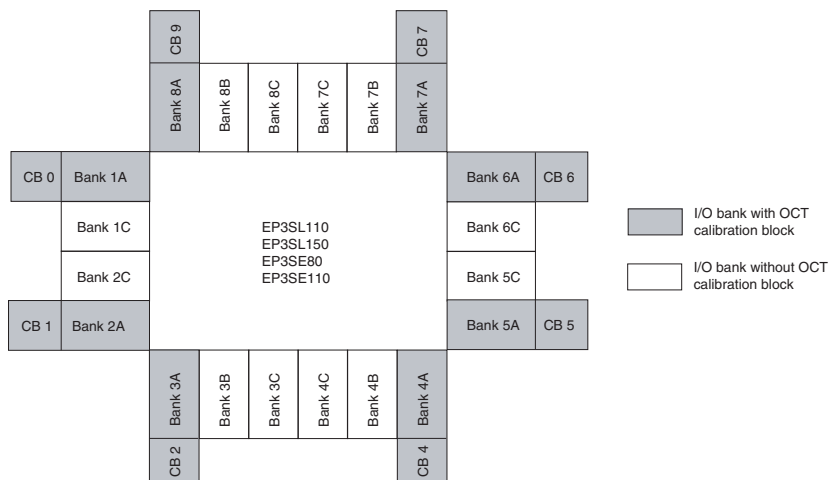 CB 9
CB 7
Bank 8A
Bank 8B
Bank 8C
Bank 7C
Bank 7B
Bank 7A
CB 0
Bank 1A
Bank 6A
CB 6
Bank 1C
Bank 6C
Bank 2C
Bank 5C
CB 1
Bank 2A
Bank 5A
CB 5
EP3SL110
EP3SL150
EP3SE80
EP3SE110
I/O bank with OCT
calibration block
I/O bank without OCT
calibration block
Bank 3A
Bank 3B
Bank 3C
Bank 4C
Bank 4B
Bank 4A
CB 2
CB 4